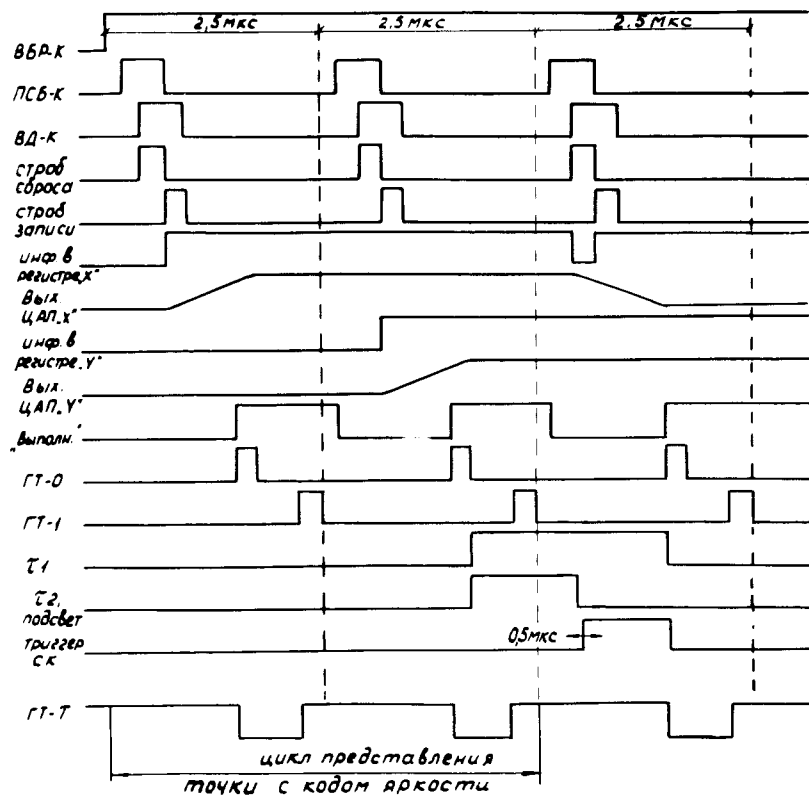 2,5 мкс 2,5 мкс 2,5 мкс
ВБР-К
ПСБ-К
ВД-К
строб
сброса
строб
записи
инф. в
регистре„X"
Вых.
ЦАП„X"
инф. в
регистре„Y"
Вых.
ЦАП„Y"
"Выполн."
ГТ-0
ГТ-1
τ1
τ2,
подсвет
триггер
СК
0,5мкс
ГТ-Т
цикл представления
точки с кодом яркости